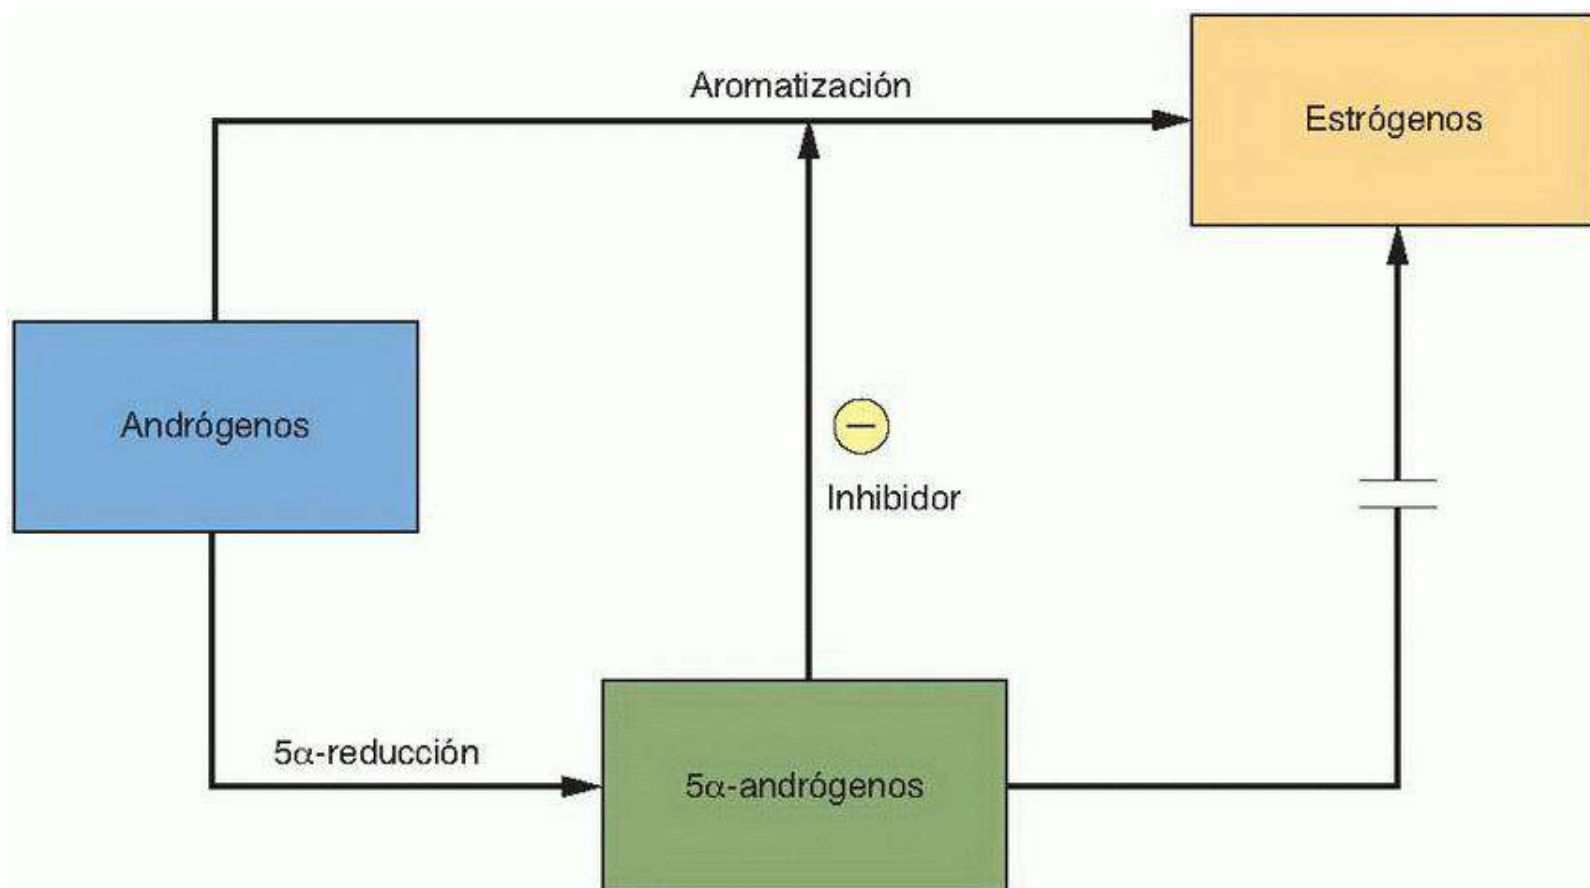 Aromatización
Estrógenos
Andrógenos
−
Inhibidor
5α-reducción
5α-andrógenos